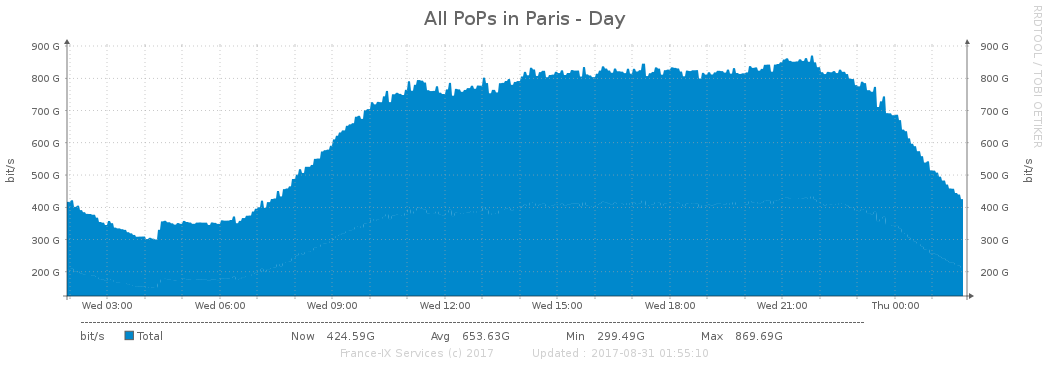 All PoPs in Paris - Day
RRDTOOL / TOBI OETIKER
900 G 900 G
800 G 800 G
700 G 700 G
600 G 600 G
500 G 500 G
400 G 400 G
300 G 300 G
200 G 200 G
bit/s bit/s
Wed 03:00 Wed 06:00 Wed 09:00 Wed 12:00 Wed 15:00 Wed 18:00 Wed 21:00 Thu 00:00
bit/s Total Now 424.59G Avg 653.63G Min 299.49G Max 869.69G
France-IX Services (c) 2017 Updated : 2017-08-31 01:55:10